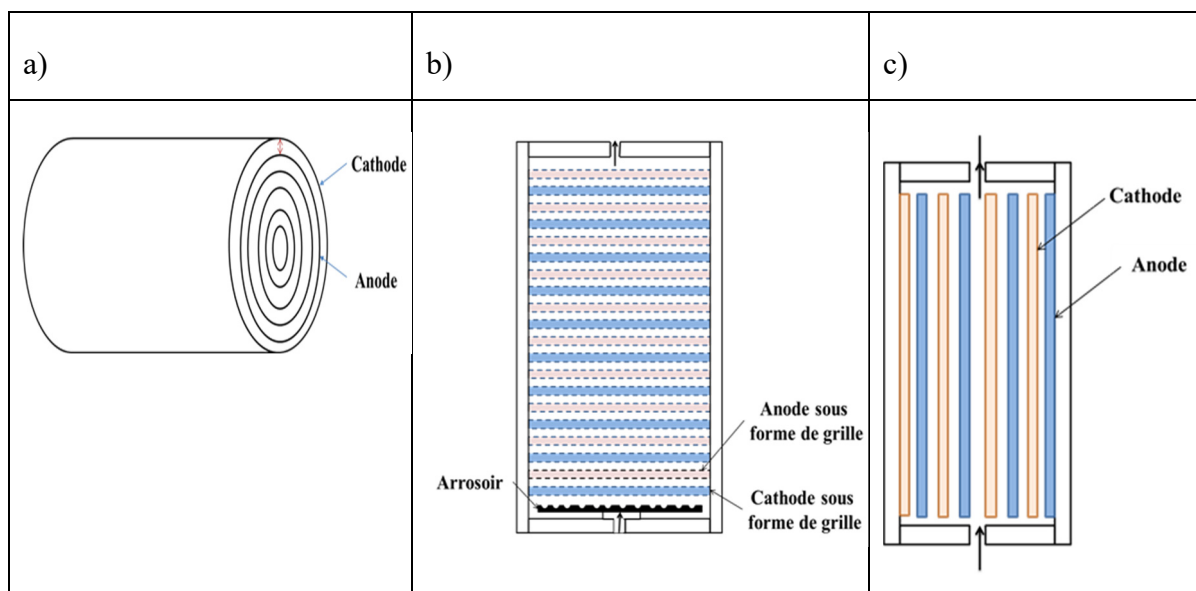 a)
b)
c)
Cathode
Anode
Anode sous
forme de grille
Arrosoir
Cathode sous
forme de grille
Cathode
Anode